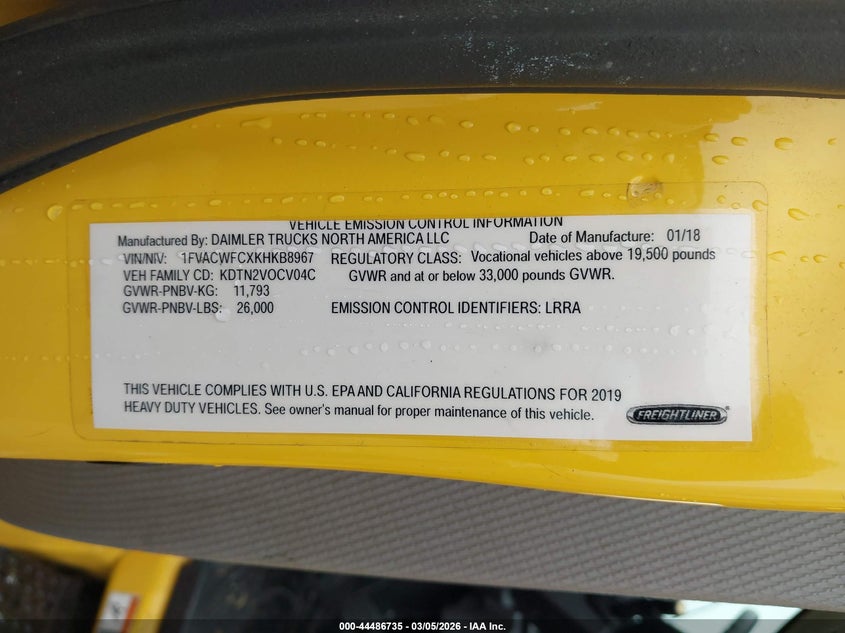 VEHICLE EMISSION CONTROL INFORMATION
Manufactured By: DAIMLER TRUCKS NORTH AMERICA LLC Date of Manufacture: 01/18
VIN/NIV: 1FVACWFCXKHKB8967 REGULATORY CLASS: Vocational vehicles above 19,500 pounds
VEH FAMILY CD: KDTN2VOCV04C GVWR and at or below 33,000 pounds GVWR.
GVWR-PNBV-KG: 11,793
GVWR-PNBV-LBS: 26,000 EMISSION CONTROL IDENTIFIERS: LRRA
THIS VEHICLE COMPLIES WITH U.S. EPA AND CALIFORNIA REGULATIONS FOR 2019
HEAVY DUTY VEHICLES. See owner's manual for proper maintenance of this vehicle.
FREIGHTLINER
000-44486735 - 03/05/2026 - IAA Inc.